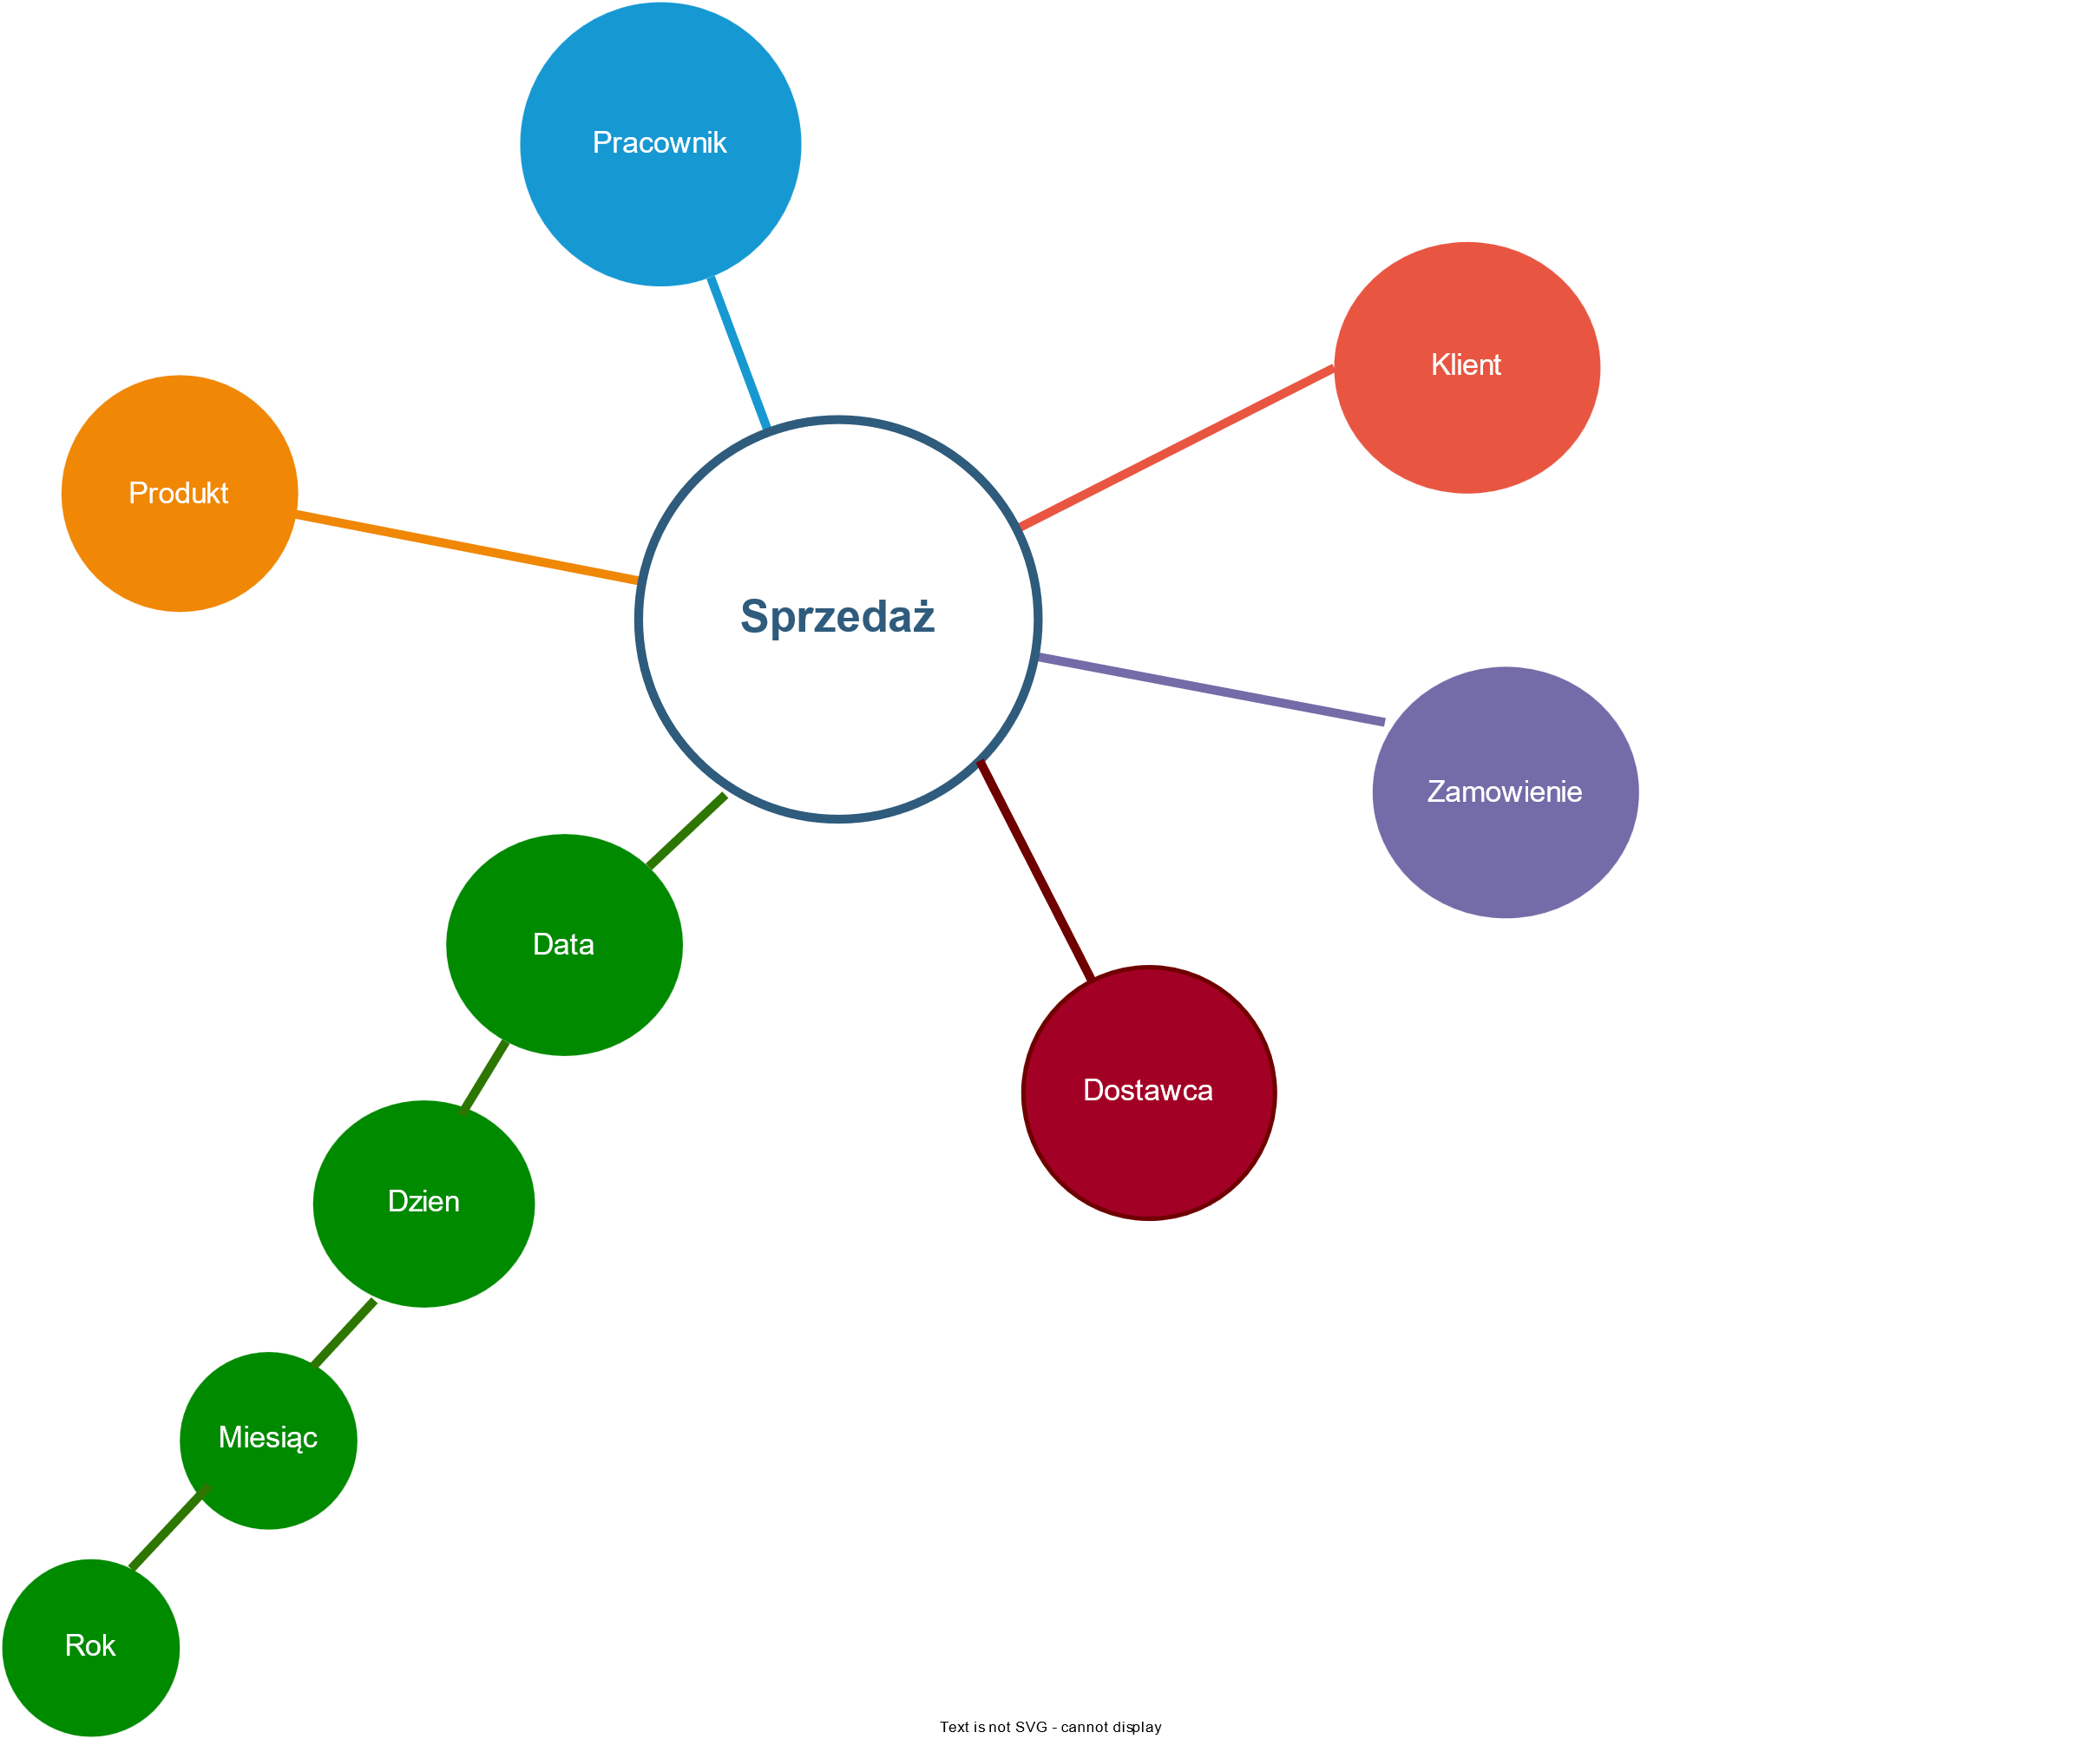 Pracownik
Klient
Produkt
Sprzedaż
Zamowienie
Data
Dostawca
Dzien
Miesiąc
Rok
Text is not SVG - cannot display